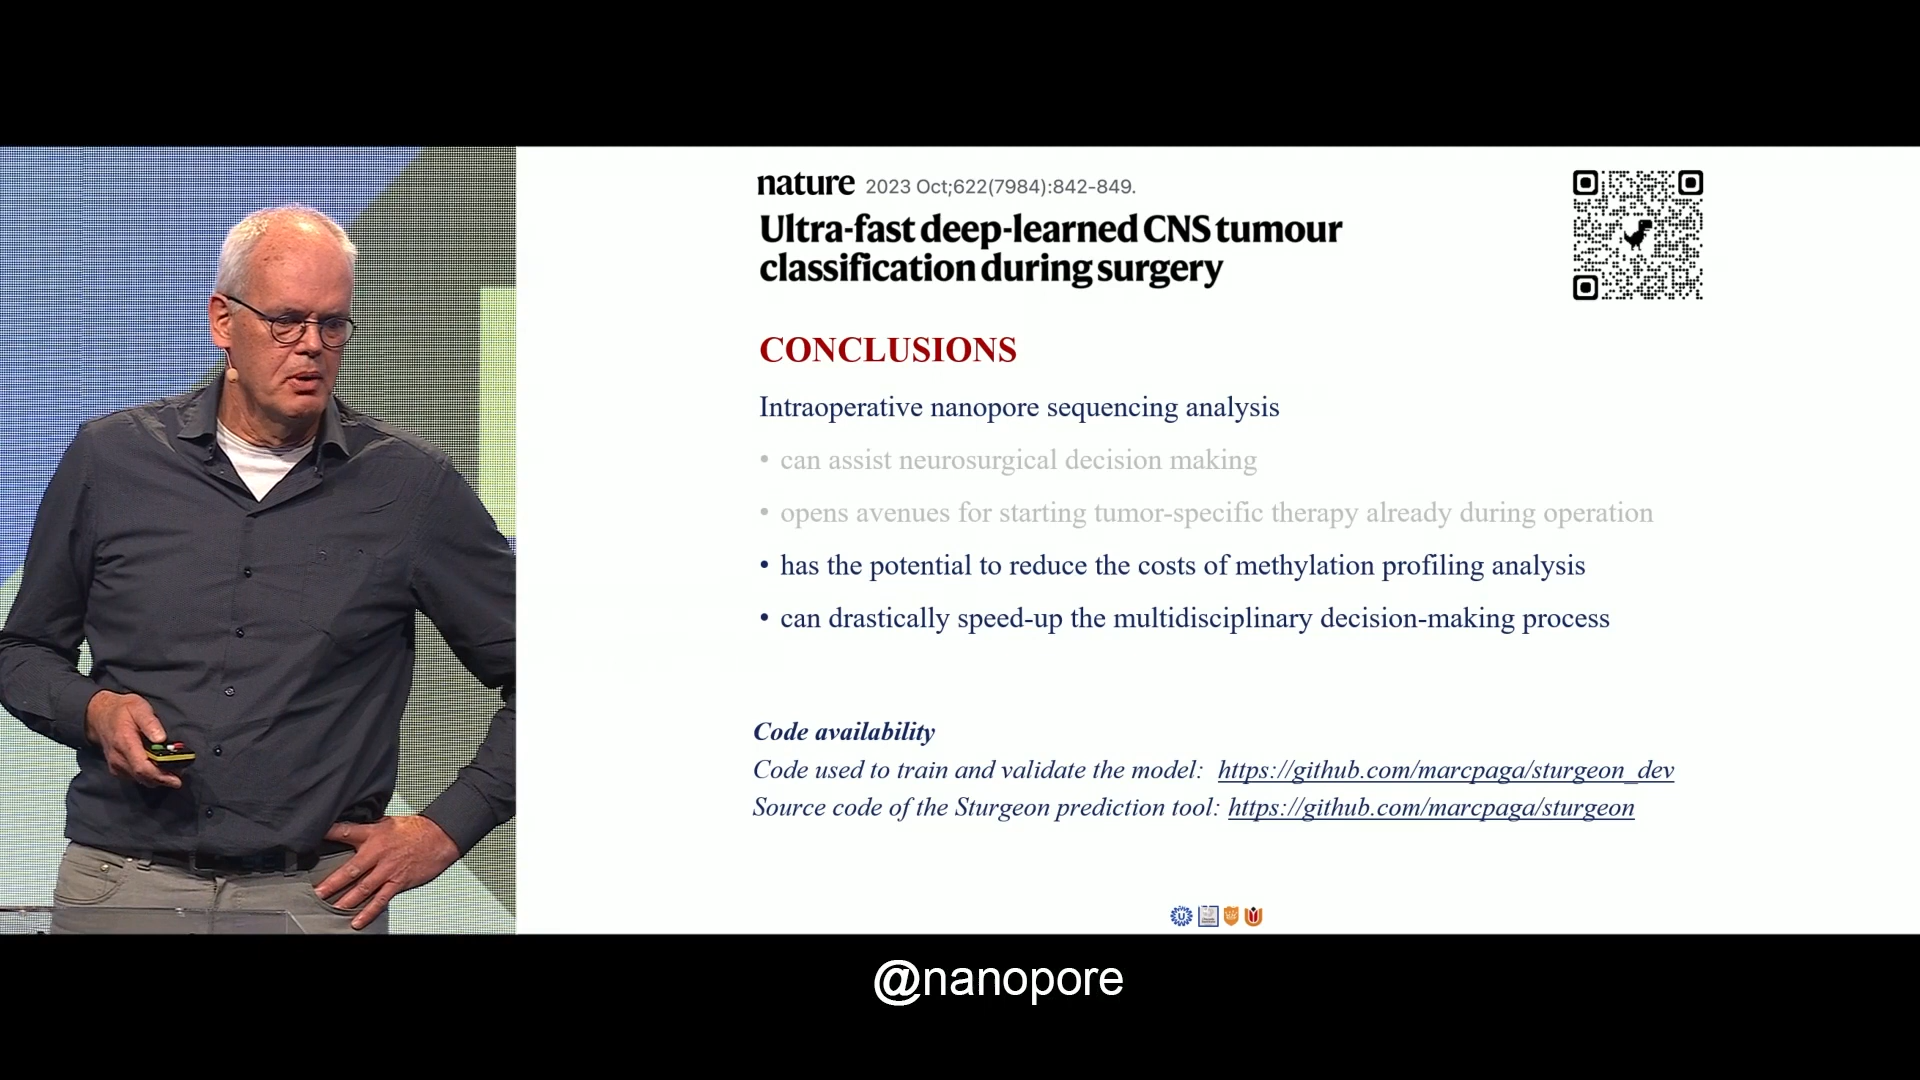 nature 2023 Oct;622(7984):842-849.
Ultra-fast deep-learned CNS tumour
classification during surgery
CONCLUSIONS
Intraoperative nanopore sequencing analysis
• can assist neurosurgical decision making
• opens avenues for starting tumor-specific therapy already during operation
• has the potential to reduce the costs of methylation profiling analysis
• can drastically speed-up the multidisciplinary decision-making process
Code availability
Code used to train and validate the model: https://github.com/marcpaga/sturgeon_dev
Source code of the Sturgeon prediction tool: https://github.com/marcpaga/sturgeon
@nanopore